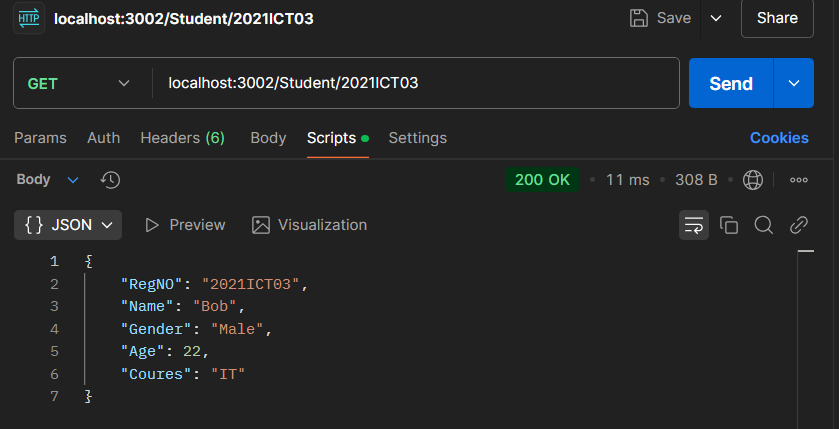 HTTP localhost:3002/Student/2021ICT03 Save Share
GET localhost:3002/Student/2021ICT03 Send
Params Auth Headers (6) Body Scripts Settings Cookies
Body 200 OK 11 ms 308 B
{} JSON Preview Visualization
1 {
2 "RegNO": "2021ICT03",
3 "Name": "Bob",
4 "Gender": "Male",
5 "Age": 22,
6 "Coures": "IT"
7 }